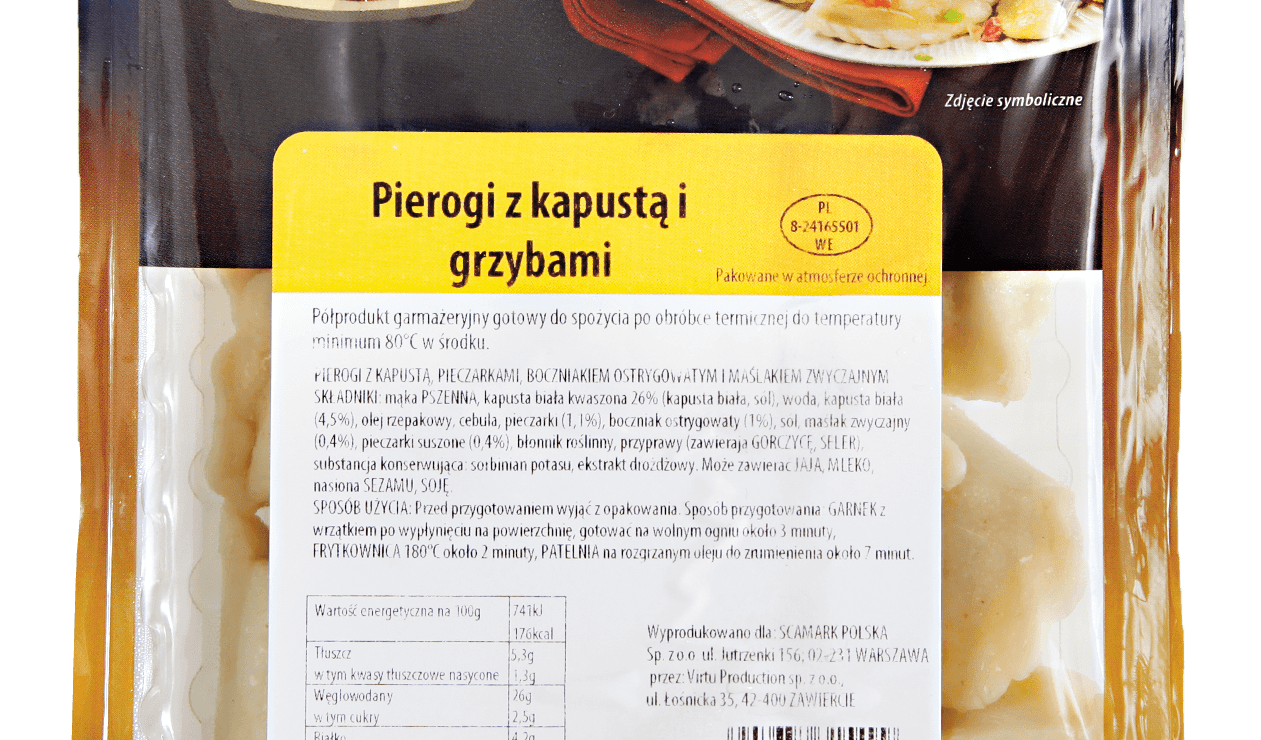 Zdjęcie symboliczne
Pierogi z kapustą i
grzybami
PL
8-24165501
WE
Pakowane w atmosferze ochronnej
Półprodukt garmażeryjny gotowy do spożycia po obróbce termicznej do temperatury
minimum 80°C w środku.
PIEROGI Z KAPUSTĄ, PIECZARKAMI, BOCZNIAKIEM OSTRYGOWATYM I MAŚLAKIEM ZWYCZAJNYM
SKŁADNIKI: mąka PSZENNA, kapusta biała kwaszona 26% (kapusta biała, sól), woda, kapusta biała
(4,5%), olej rzepakowy, cebula, pieczarki (1,1%), boczniak ostrygowaty (1%), sól, maślak zwyczajny
(0,4%), pieczarki suszone (0,4%), błonnik roślinny, przyprawy (zawierają GORCZYCĘ, SELER),
substancja konserwująca: sorbinian potasu, ekstrakt drożdżowy. Może zawierać JAJA, MLEKO,
nasiona SEZAMU, SOJĘ.
SPOSÓB UŻYCIA: Przed przygotowaniem wyjąć z opakowania. Sposób przygotowania: GARNEK z
wrzątkiem po wypłynięciu na powierzchnię, gotować na wolnym ogniu około 3 minuty,
FRYTKOWNICA 180°C około 2 minuty, PATELNIA na rozgrzanym oleju do zrumienienia około 7 minut.
Wartość energetyczna na 100g 741kJ
176kcal
Tłuszcz 5,3g
w tym kwasy tłuszczowe nasycone 1,3g
Węglowodany 26g
w tym cukry 2,5g
Białko 4,2g
Wyprodukowano dla: SCAMARK POLSKA
Sp. z o.o. ul. Jutrzenki 156, 02-231 WARSZAWA
przez: Virtu Production sp. z o.o.,
ul. Łośnicka 35, 42-400 ZAWIERCIE